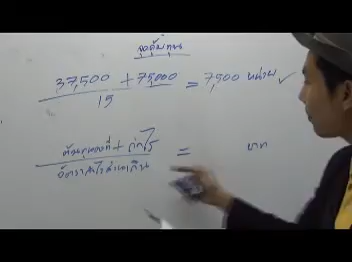 จุดคุ้มทุน
37,500 + 75,000 = 7,500 หน่วย ✓
15
ต้นทุนคงที่ + กำไร = บาท
อัตรากำไรส่วนเกิน